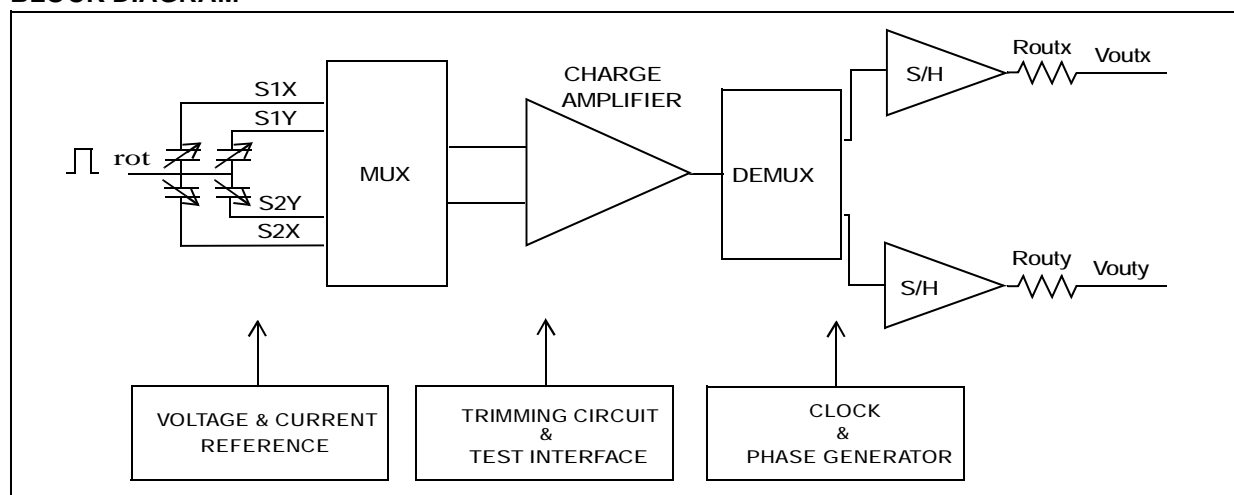 BLOCK DIAGRAM
S1X
S1Y
rot
S2Y
S2X
MUX
CHARGE
AMPLIFIER
DEMUX
S/H
Routx
Voutx
S/H
Routy
Vouty
VOLTAGE & CURRENT
REFERENCE
TRIMMING CIRCUIT
&
TEST INTERFACE
CLOCK
&
PHASE GENERATOR